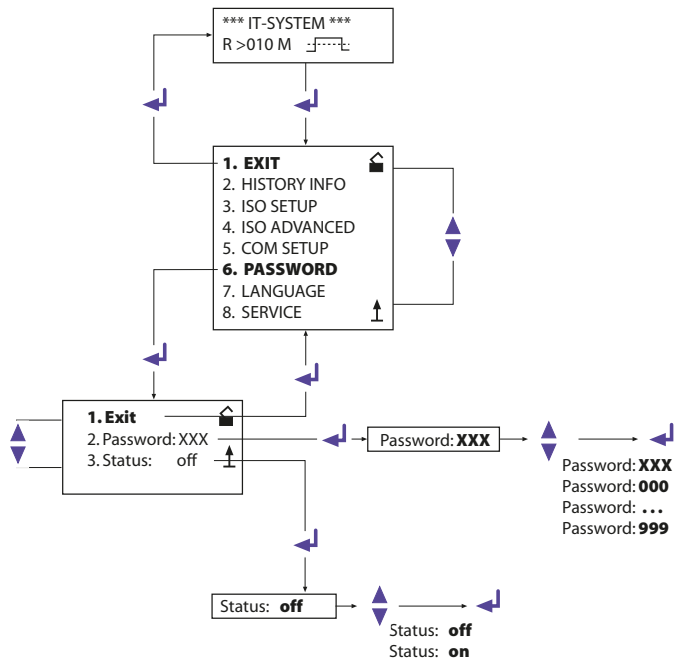 *** IT-SYSTEM ***
R >010 M
1. EXIT
2. HISTORY INFO
3. ISO SETUP
4. ISO ADVANCED
5. COM SETUP
6. PASSWORD
7. LANGUAGE
8. SERVICE
1. Exit
2. Password: XXX
3. Status: off
Password: XXX
Password: XXX
Password: 000
Password: ...
Password: 999
Status: off
Status: off
Status: on